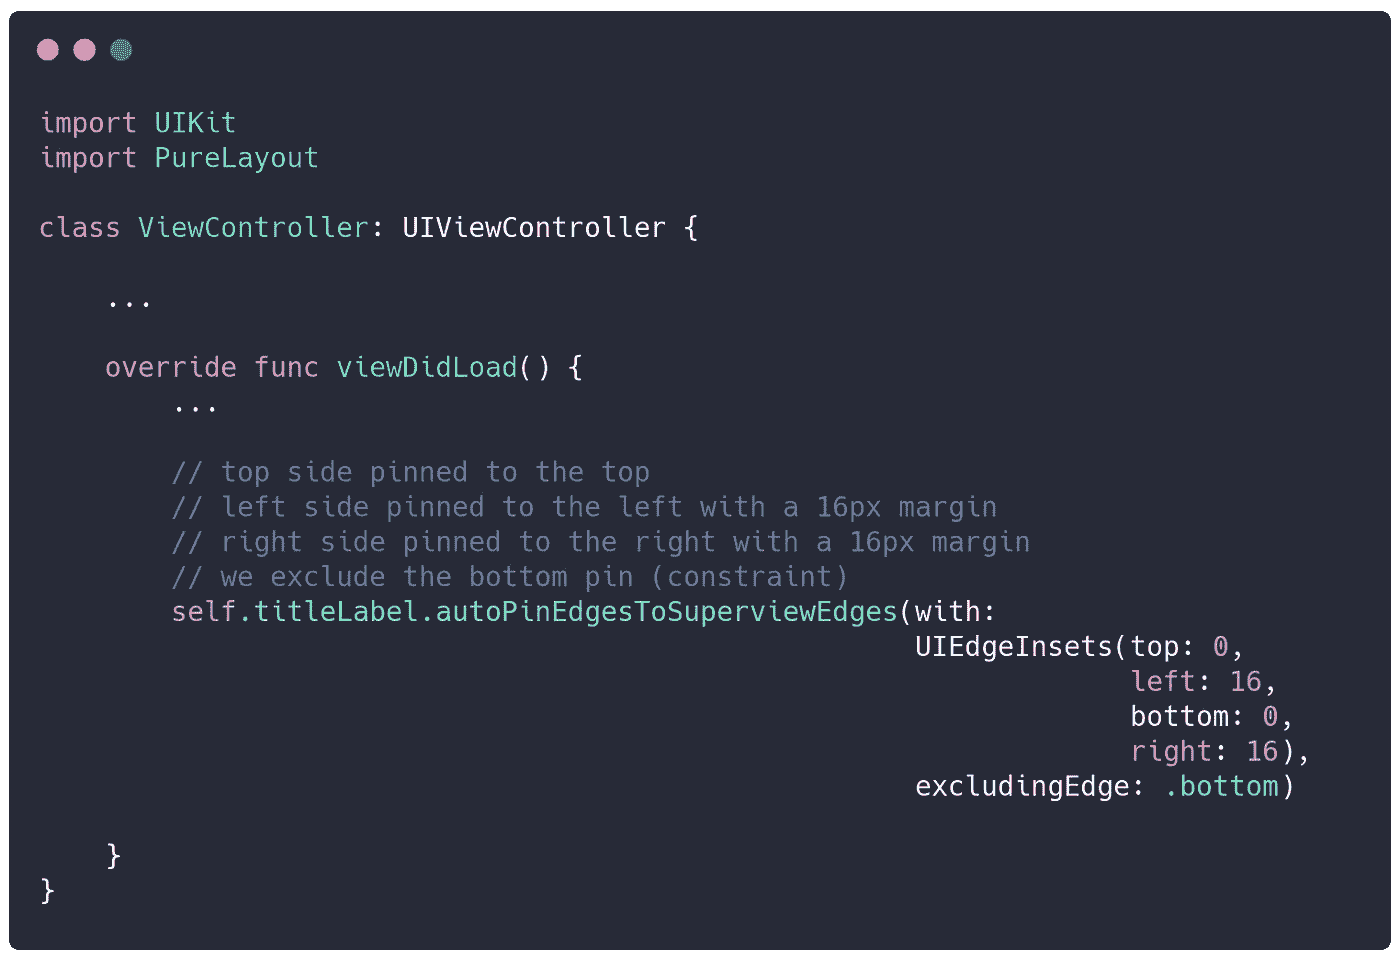 import UIKit
import PureLayout
class ViewController: UIViewController {
...
override func viewDidLoad() {
...
// top side pinned to the top
// left side pinned to the left with a 16px margin
// right side pinned to the right with a 16px margin
// we exclude the bottom pin (constraint)
self.titleLabel.autoPinEdgesToSuperviewEdges(with:
UIEdgeInsets(top: 0,
left: 16,
bottom: 0,
right: 16),
excludingEdge: .bottom)
}
}